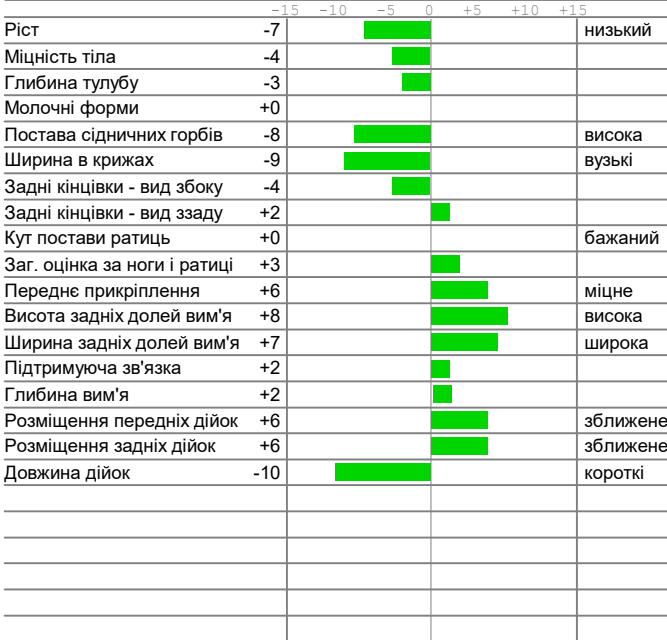 -15 -10 -5 0 +5 +10 +15
Ріст -7 низький
Міцність тіла -4
Глибина тулубу -3
Молочні форми +0
Постава сідничних горбів -8 висока
Ширина в крижах -9 вузькі
Задні кінцівки - вид збоку -4
Задні кінцівки - вид ззаду +2
Кут постави ратиць +0 бажаний
Заг. оцінка за ноги і ратиці +3
Переднє прикріплення +6 міцне
Висота задніх долей вим'я +8 висока
Ширина задніх долей вим'я +7 широка
Підтримуюча зв'язка +2
Глибина вим'я +2
Розміщення передніх дійок +6 зближене
Розміщення задніх дійок +6 зближене
Довжина дійок -10 короткі